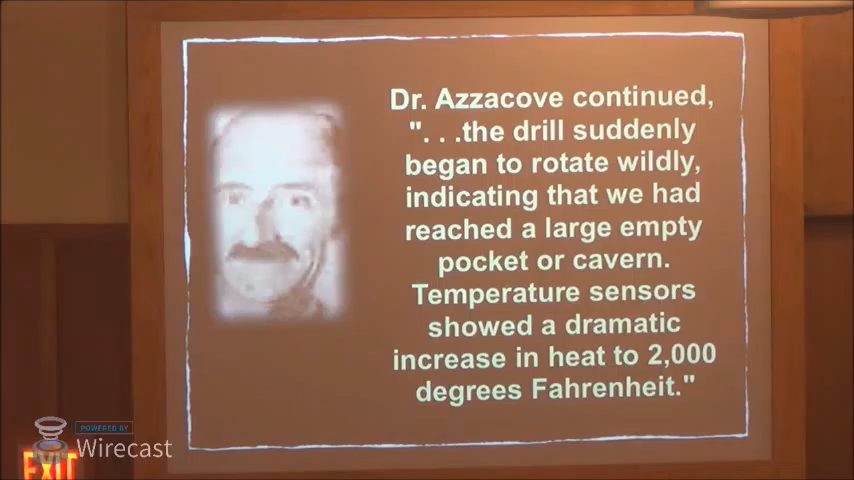 Dr. Azzacove continued,
". . .the drill suddenly
began to rotate wildly,
indicating that we had
reached a large empty
pocket or cavern.
Temperature sensors
showed a dramatic
increase in heat to 2,000
degrees Fahrenheit."
POWERED BY
Wirecast
EXIT